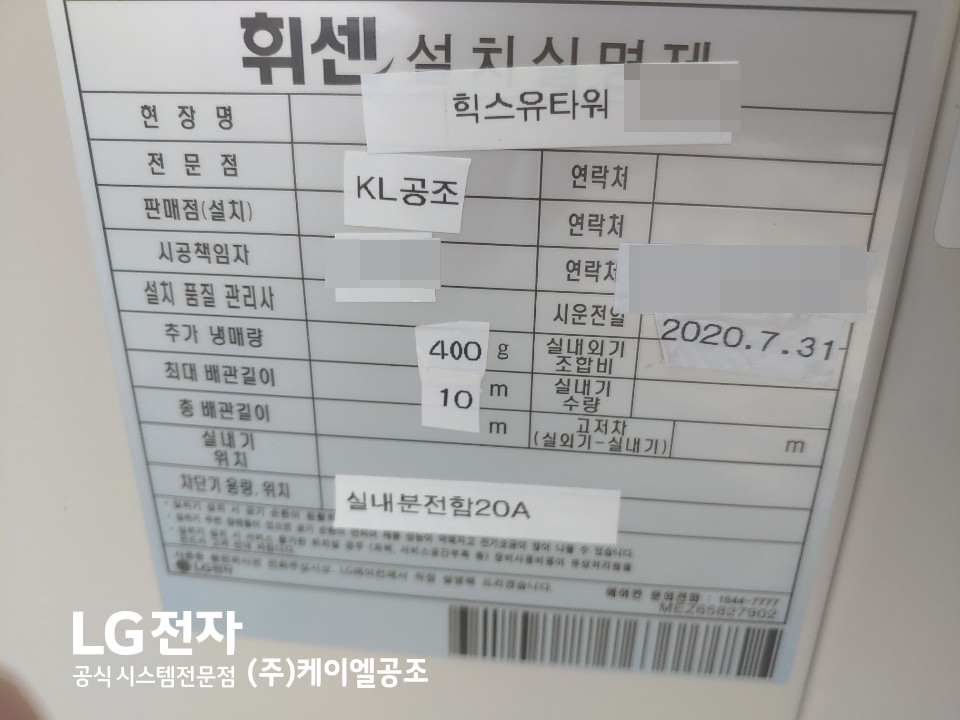 휘센 설치실명제
현장명 힉스유타워
전문점 KL공조 연락처
판매점(설치) 연락처
시공책임자 연락처
설치 품질 관리사 시운전일 2020.7.31
추가 냉매량 400 g 실내외기 조합비
최대 배관길이 10 m 실내기 수량
총 배관길이 m 고저차 (실외기-실내기) m
실내기 위치
차단기 용량, 위치 실내분전함20A
LG전자
에어컨 문의전화 : 1544-7777
MEZ65827902
LG전자
공식 시스템전문점 (주)케이엘공조